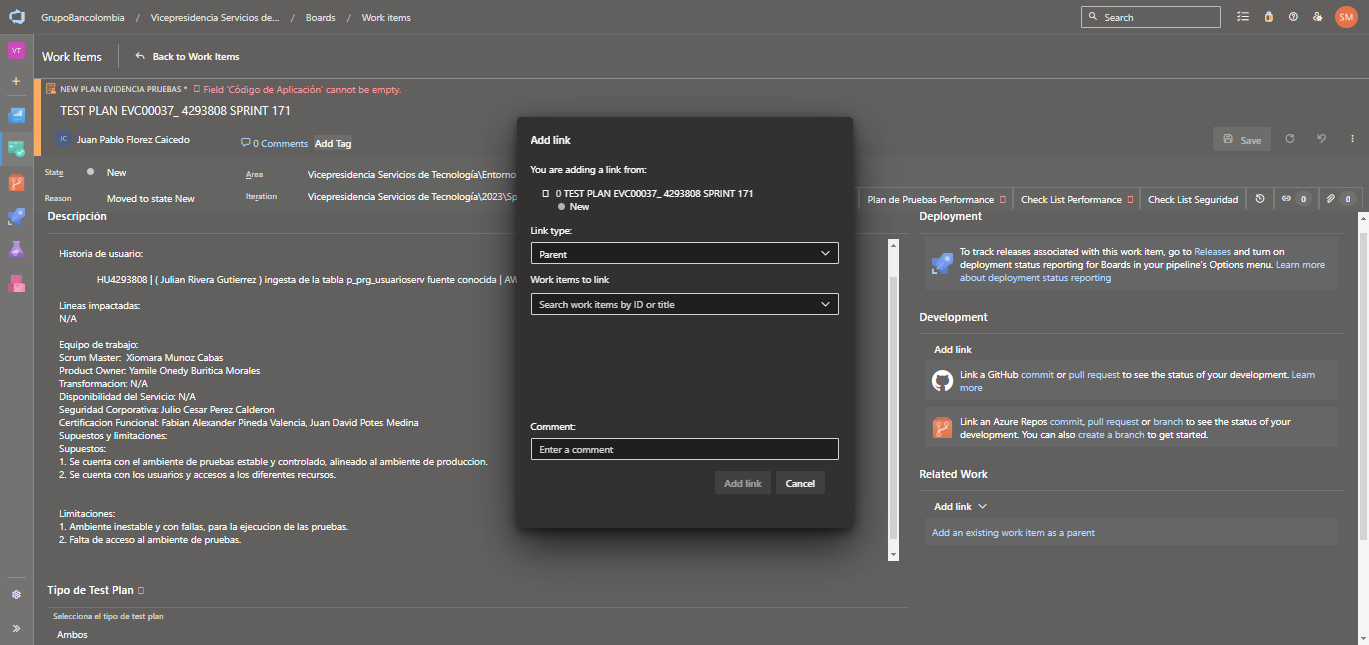 GrupoBancolombia / Vicepresidencia Servicios de... / Boards / Work items
Search
SM
VT
Work Items
Back to Work Items
NEW PLAN EVIDENCIA PRUEBAS *
Field 'Código de Aplicación' cannot be empty.
TEST PLAN EVC00037_ 4293808 SPRINT 171
JC
Juan Pablo Florez Caicedo
0 Comments
Add Tag
Save
State
New
Area
Vicepresidencia Servicios de Tecnología\Entorno
Reason
Moved to state New
Iteration
Vicepresidencia Servicios de Tecnología\2023\Sp
Plan de Pruebas Performance
Check List Performance
Check List Seguridad
0
0
Descripción
Historia de usuario:
HU4293808 | ( Julian Rivera Gutierrez ) ingesta de la tabla p_prg_usuarioserv fuente conocida | AW
Lineas impactadas:
N/A
Equipo de trabajo:
Scrum Master: Xiomara Munoz Cabas
Product Owner: Yamile Onedy Buritica Morales
Transformacion: N/A
Disponibilidad del Servicio: N/A
Seguridad Corporativa: Julio Cesar Perez Calderon
Certificacion Funcional: Fabian Alexander Pineda Valencia, Juan David Potes Medina
Supuestos y limitaciones:
Supuestos:
1. Se cuenta con el ambiente de pruebas estable y controlado, alineado al ambiente de produccion.
2. Se cuenta con los usuarios y accesos a los diferentes recursos.
Limitaciones:
1. Ambiente inestable y con fallas, para la ejecucion de las pruebas.
2. Falta de acceso al ambiente de pruebas.
Tipo de Test Plan
Selecciona el tipo de test plan
Ambos
Add link
You are adding a link from:
0 TEST PLAN EVC00037_ 4293808 SPRINT 171
New
Link type:
Parent
Work items to link
Search work items by ID or title
Comment:
Enter a comment
Add link
Cancel
Deployment
To track releases associated with this work item, go to Releases and turn on
deployment status reporting for Boards in your pipeline's Options menu. Learn more
about deployment status reporting
Development
Add link
Link a GitHub commit or pull request to see the status of your development. Learn
more
Link an Azure Repos commit, pull request or branch to see the status of your
development. You can also create a branch to get started.
Related Work
Add link
Add an existing work item as a parent